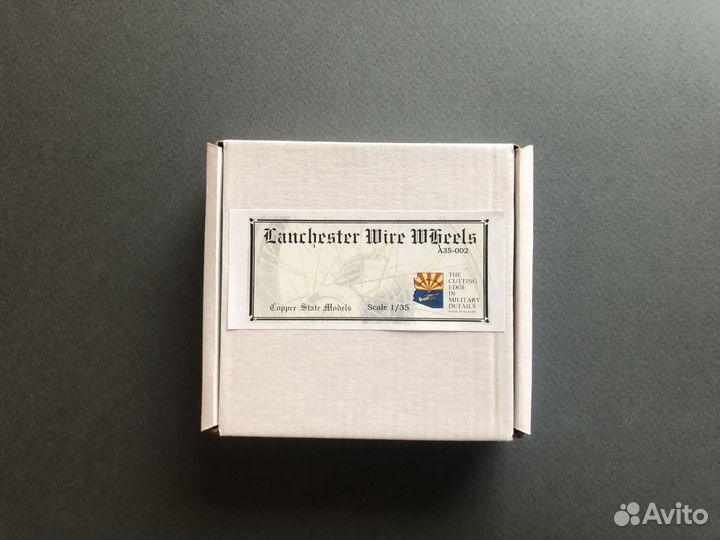 Lanchester Wire WHeels
A35-002
THE
CUTTING
EDGE
IN
MILITARY
DETAILS
Copper State Models
Scale 1/35
Avito